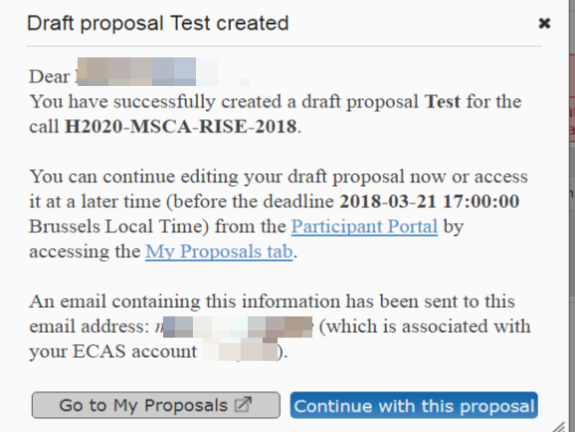 Draft proposal Test created
Dear
You have successfully created a draft proposal Test for the
call H2020-MSCA-RISE-2018.
You can continue editing your draft proposal now or access
it at a later time (before the deadline 2018-03-21 17:00:00
Brussels Local Time) from the Participant Portal by
accessing the My Proposals tab.
An email containing this information has been sent to this
email address: (which is associated with
your ECAS account ).
Go to My Proposals
Continue with this proposal